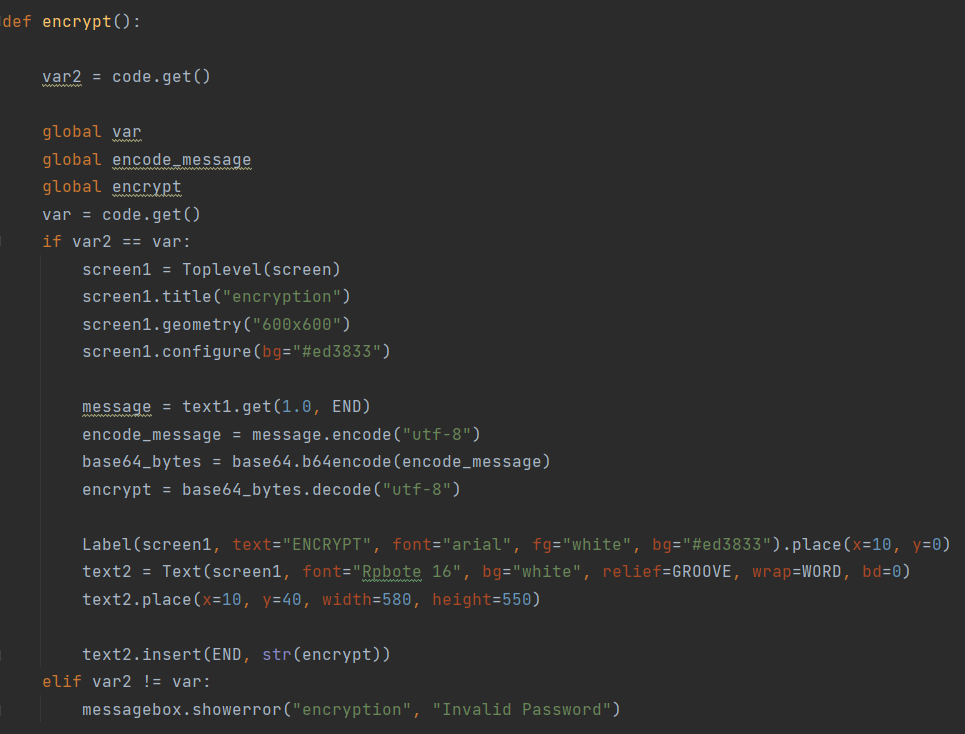 def encrypt():
var2 = code.get()
global var
global encode_message
global encrypt
var = code.get()
if var2 == var:
screen1 = Toplevel(screen)
screen1.title("encryption")
screen1.geometry("600x600")
screen1.configure(bg="#ed3833")
message = text1.get(1.0, END)
encode_message = message.encode("utf-8")
base64_bytes = base64.b64encode(encode_message)
encrypt = base64_bytes.decode("utf-8")
Label(screen1, text="ENCRYPT", font="arial", fg="white", bg="#ed3833").place(x=10, y=0)
text2 = Text(screen1, font="Rpbote 16", bg="white", relief=GROOVE, wrap=WORD, bd=0)
text2.place(x=10, y=40, width=580, height=550)
text2.insert(END, str(encrypt))
elif var2 != var:
messagebox.showerror("encryption", "Invalid Password")